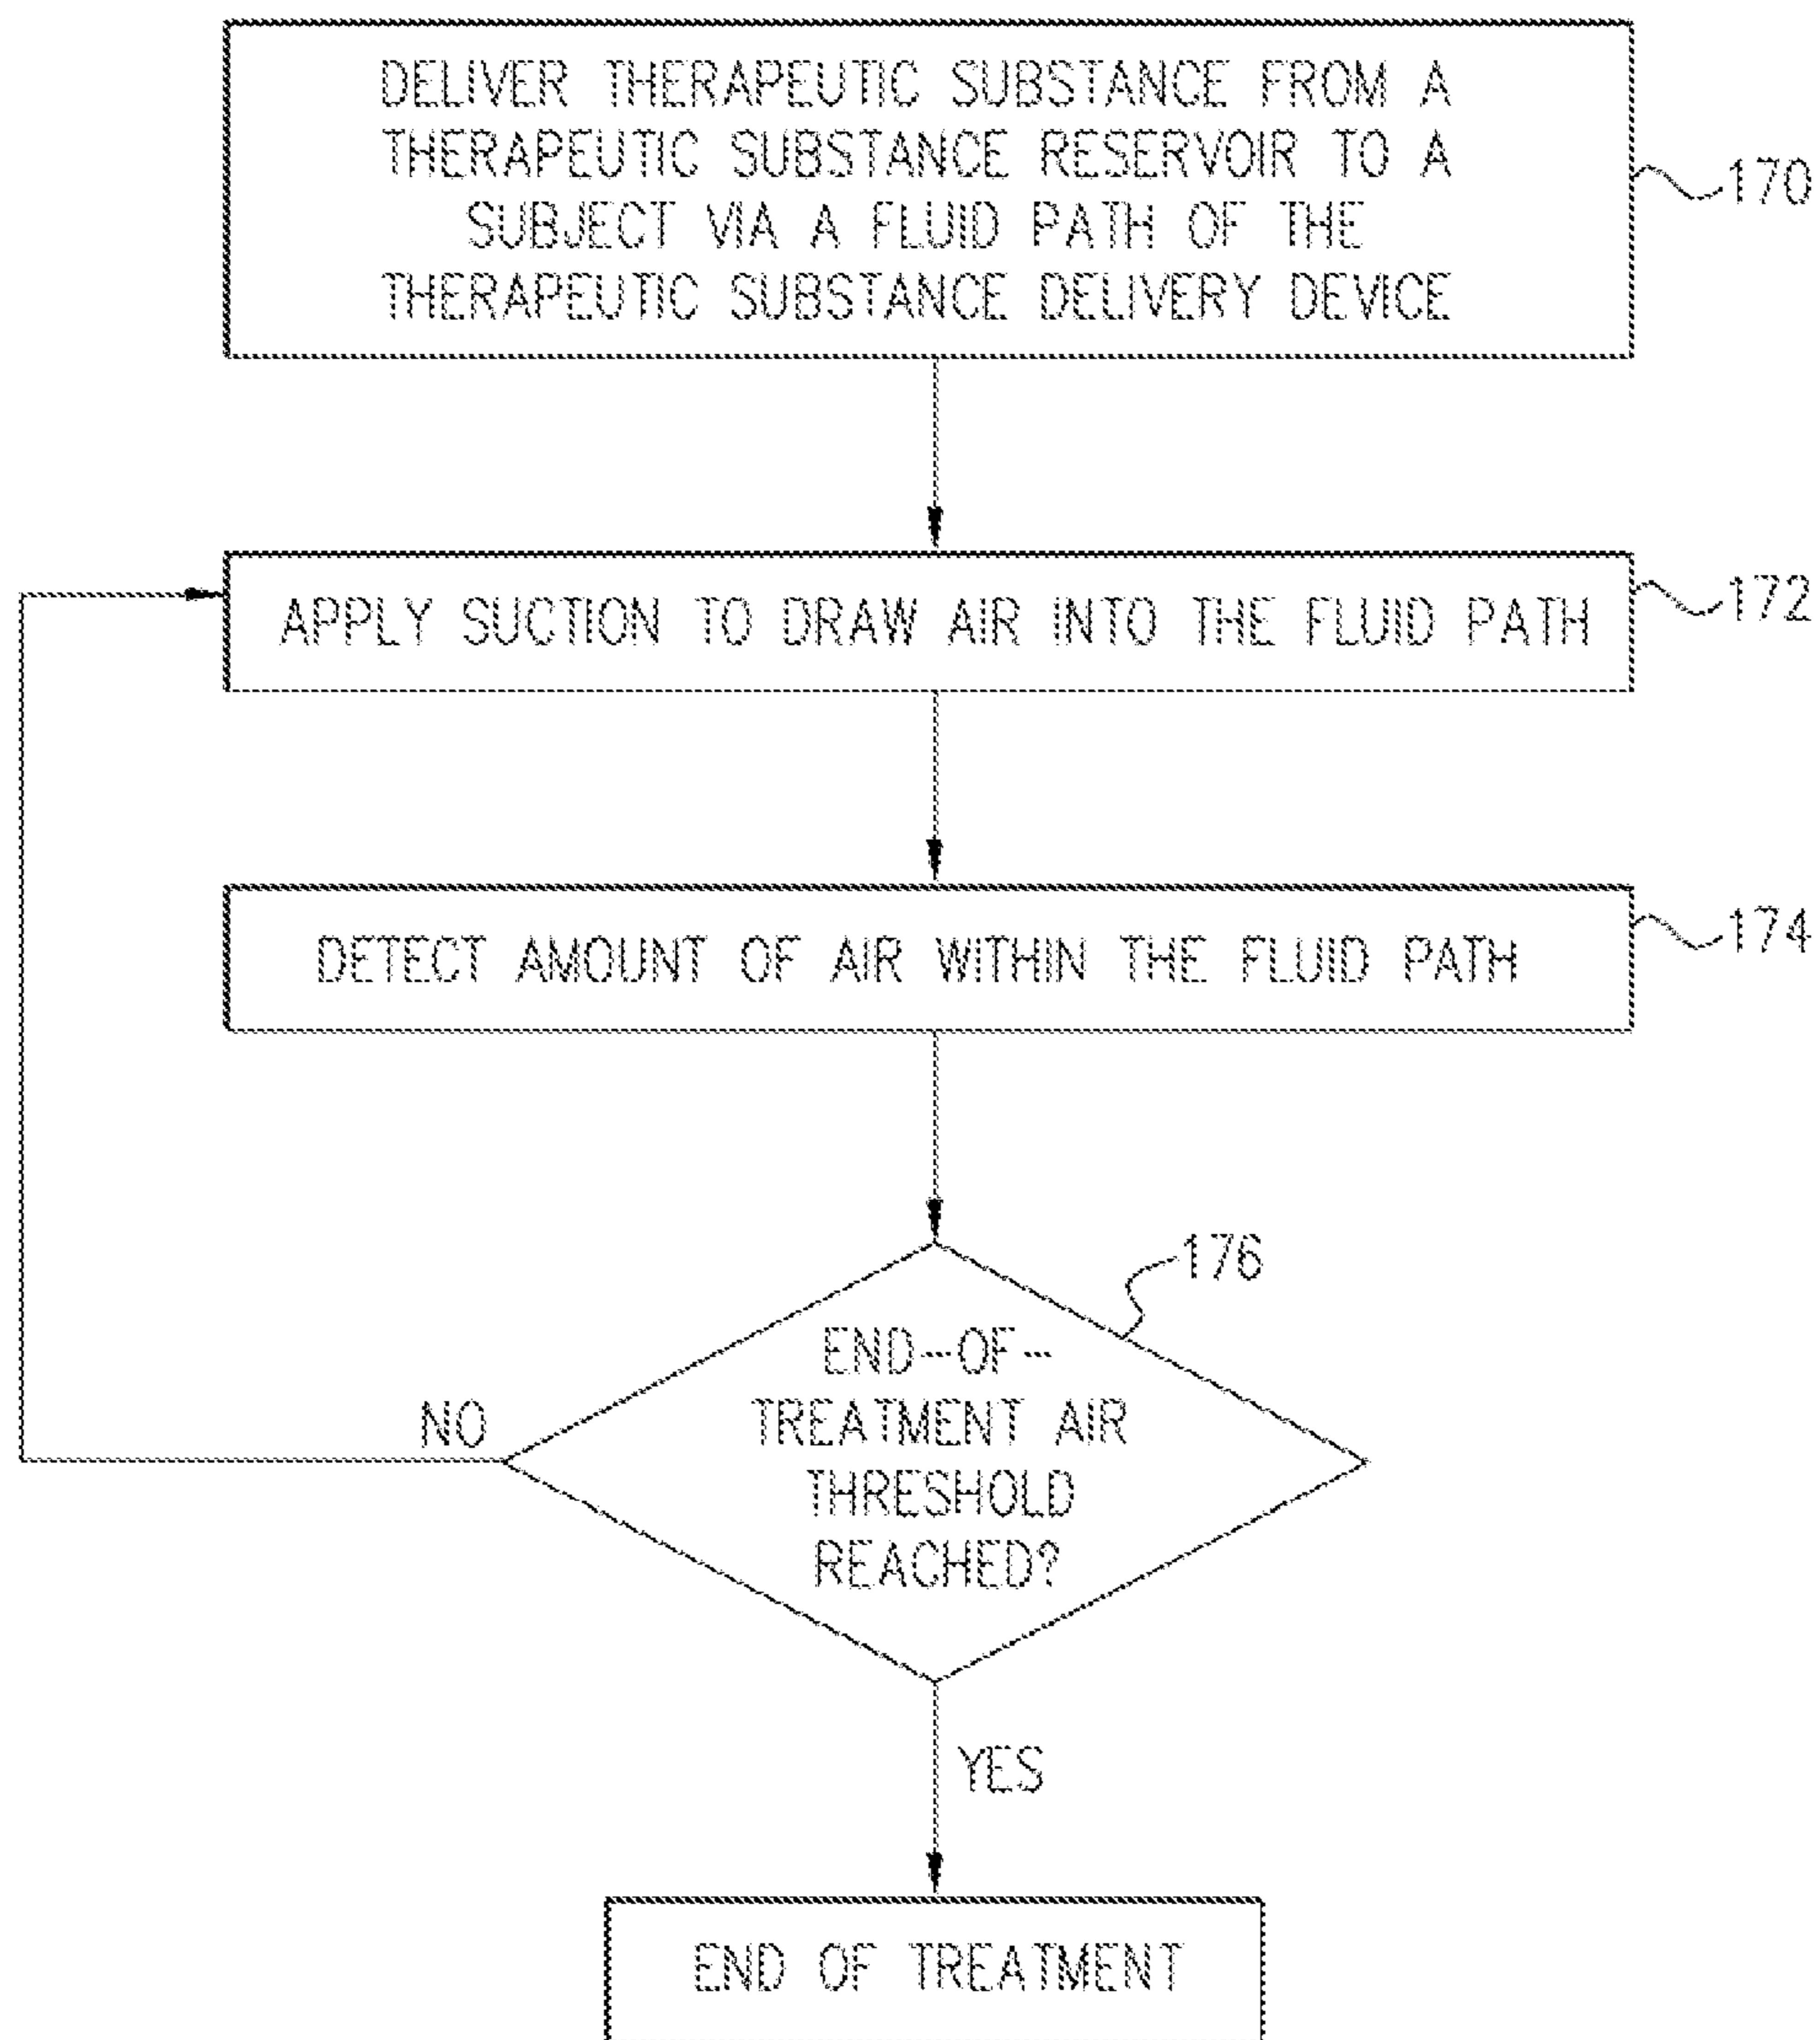 DELIVER THERAPEUTIC SUBSTANCE FROM A
THERAPEUTIC SUBSTANCE RESERVOIR TO A
SUBJECT VIA A FLUID PATH OF THE
THERAPEUTIC SUBSTANCE DELIVERY DEVICE
170
APPLY SUCTION TO DRAW AIR INTO THE FLUID PATH
172
DETECT AMOUNT OF AIR WITHIN THE FLUID PATH
174
176
END-OF-
TREATMENT AIR
THRESHOLD
REACHED?
NO
YES
END OF TREATMENT